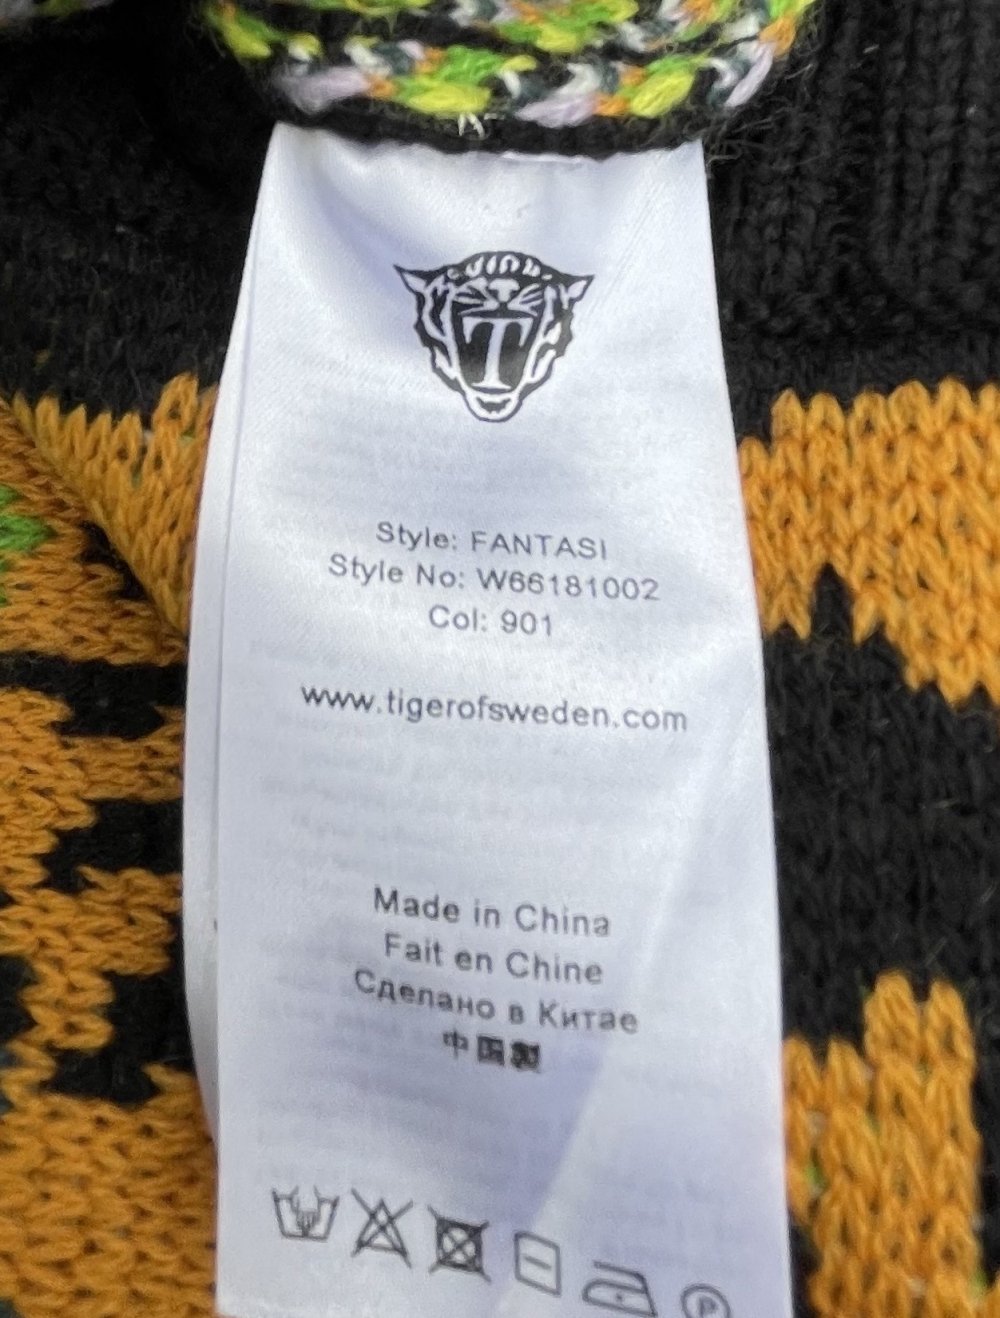 T
Style: FANTASI
Style No: W66181002
Col: 901
www.tigerofsweden.com
Made in China
Fait en Chine
Сделано в Китае
中国製
P